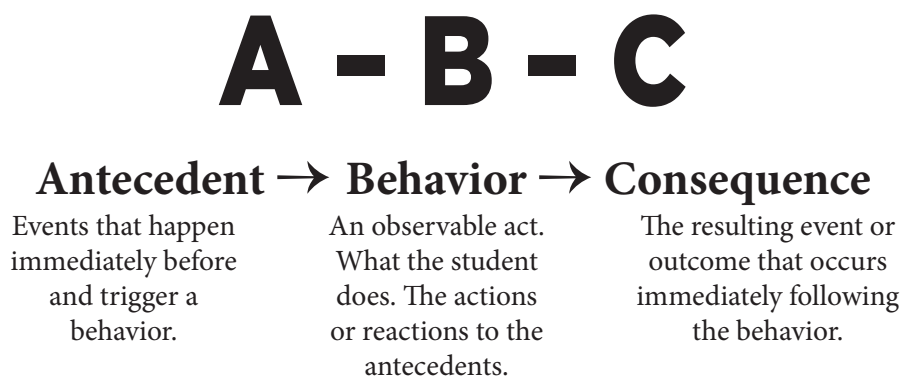 A - B - C
Antecedent → Behavior → Consequence
Events that happen
immediately before
and trigger a
behavior.
An observable act.
What the student
does. The actions
or reactions to the
antecedents.
The resulting event or
outcome that occurs
immediately following
the behavior.